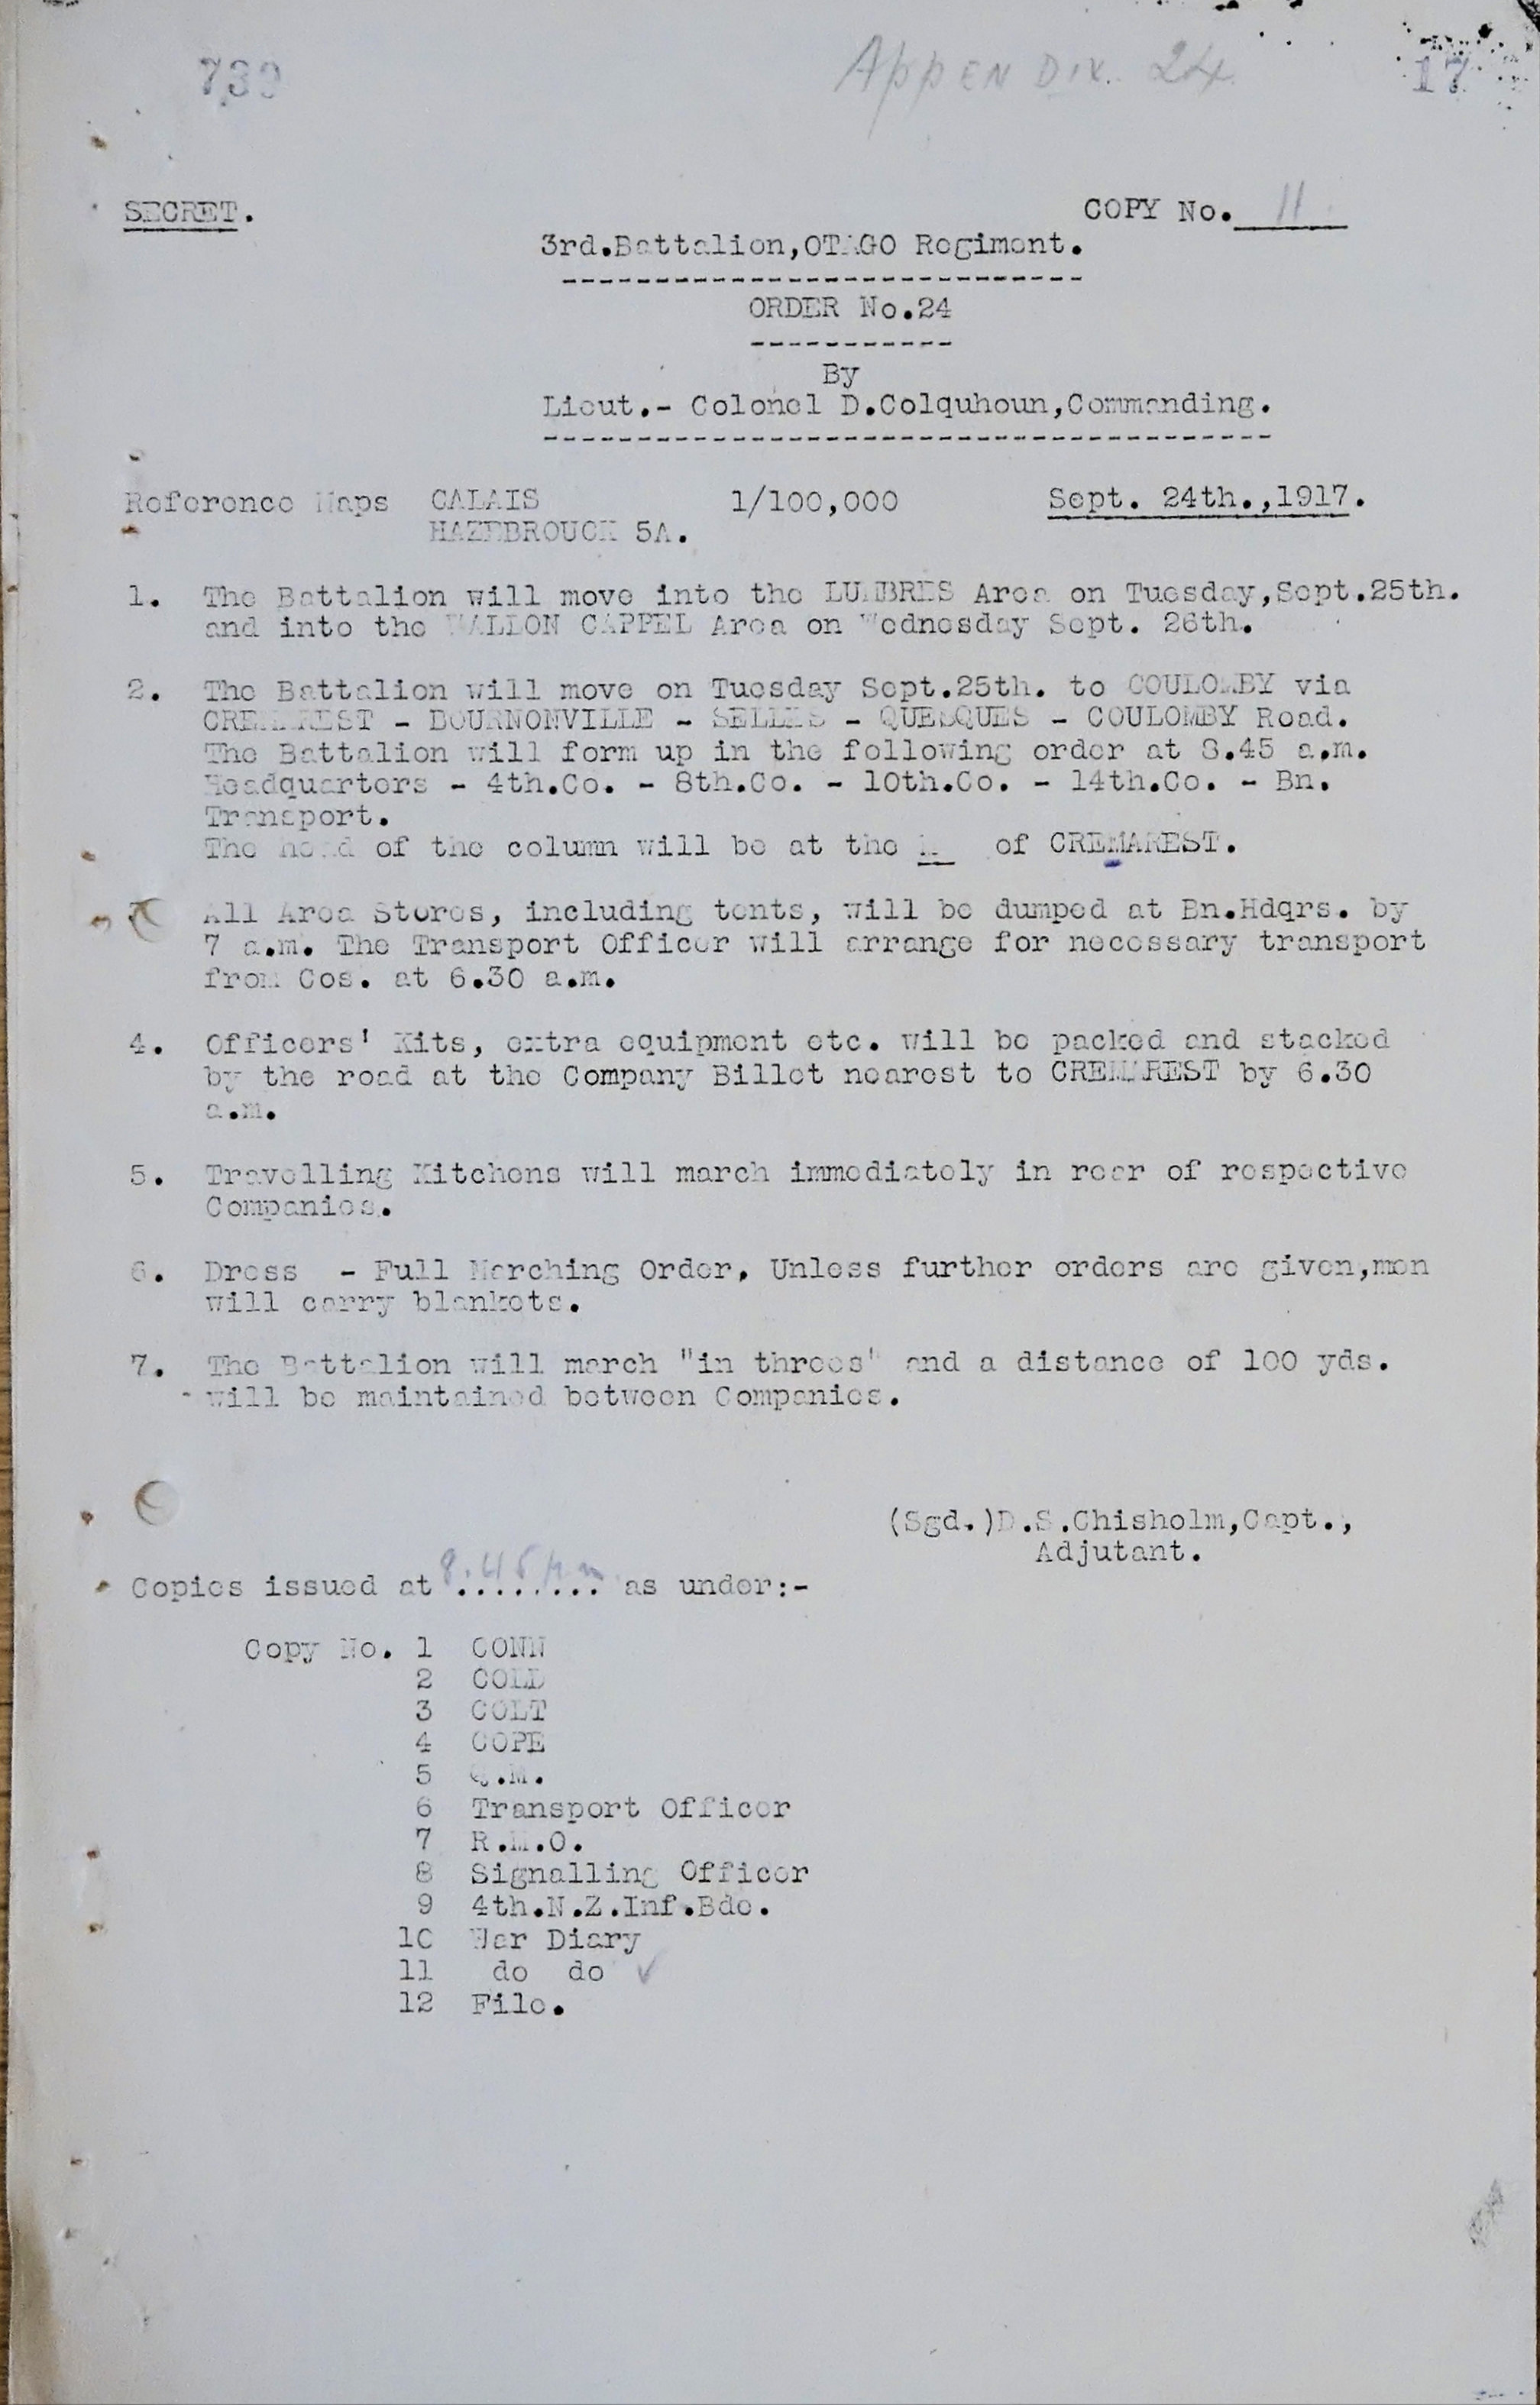 739
APPENDIX. 24
17
SECRET.
COPY No. 11
3rd.Battalion,OTAGO Regiment.
ORDER No.24
By
Lieut.- Colonel D.Colquhoun,Commanding.
Reference Maps CALAIS 1/100,000 Sept. 24th.,1917.
HAZEBROUCK 5A.
1. The Battalion will move into the LUMBRES Area on Tuesday,Sept.25th.
and into the WALLON CAPPEL Area on Wednesday Sept. 26th.
2. The Battalion will move on Tuesday Sept.25th. to COULOMBY via
CREMAREST - BOURNONVILLE - SELLES - QUESQUES - COULOMBY Road.
The Battalion will form up in the following order at 8.45 a.m.
Headquarters - 4th.Co. - 8th.Co. - 10th.Co. - 14th.Co. - Bn.
Transport.
The head of the column will be at the of CREMAREST.
All Area Stores, including tents, will be dumped at Bn.Hdqrs. by
7 a.m. The Transport Officer will arrange for necessary transport
from Cos. at 6.30 a.m.
4. Officers' Kits, extra equipment etc. will be packed and stacked
by the road at the Company Billet nearest to CREMAREST by 6.30
a.m.
5. Travelling Kitchens will march immediately in rear of respective
Companies.
6. Dress - Full Marching Order. Unless further orders are given,men
will carry blankets.
7. The Battalion will march "in threes" and a distance of 100 yds.
will be maintained between Companies.
(Sgd.)D.S.Chisholm,Capt.,
Adjutant.
Copies issued at 8.45 p.m. as under:-
Copy No. 1 CONN
2 COLD
3 COLT
4 COPE
5 Q.M.
6 Transport Officer
7 R.M.O.
8 Signalling Officer
9 4th.N.Z.Inf.Bde.
10 War Diary
11 do do ✓
12 File.